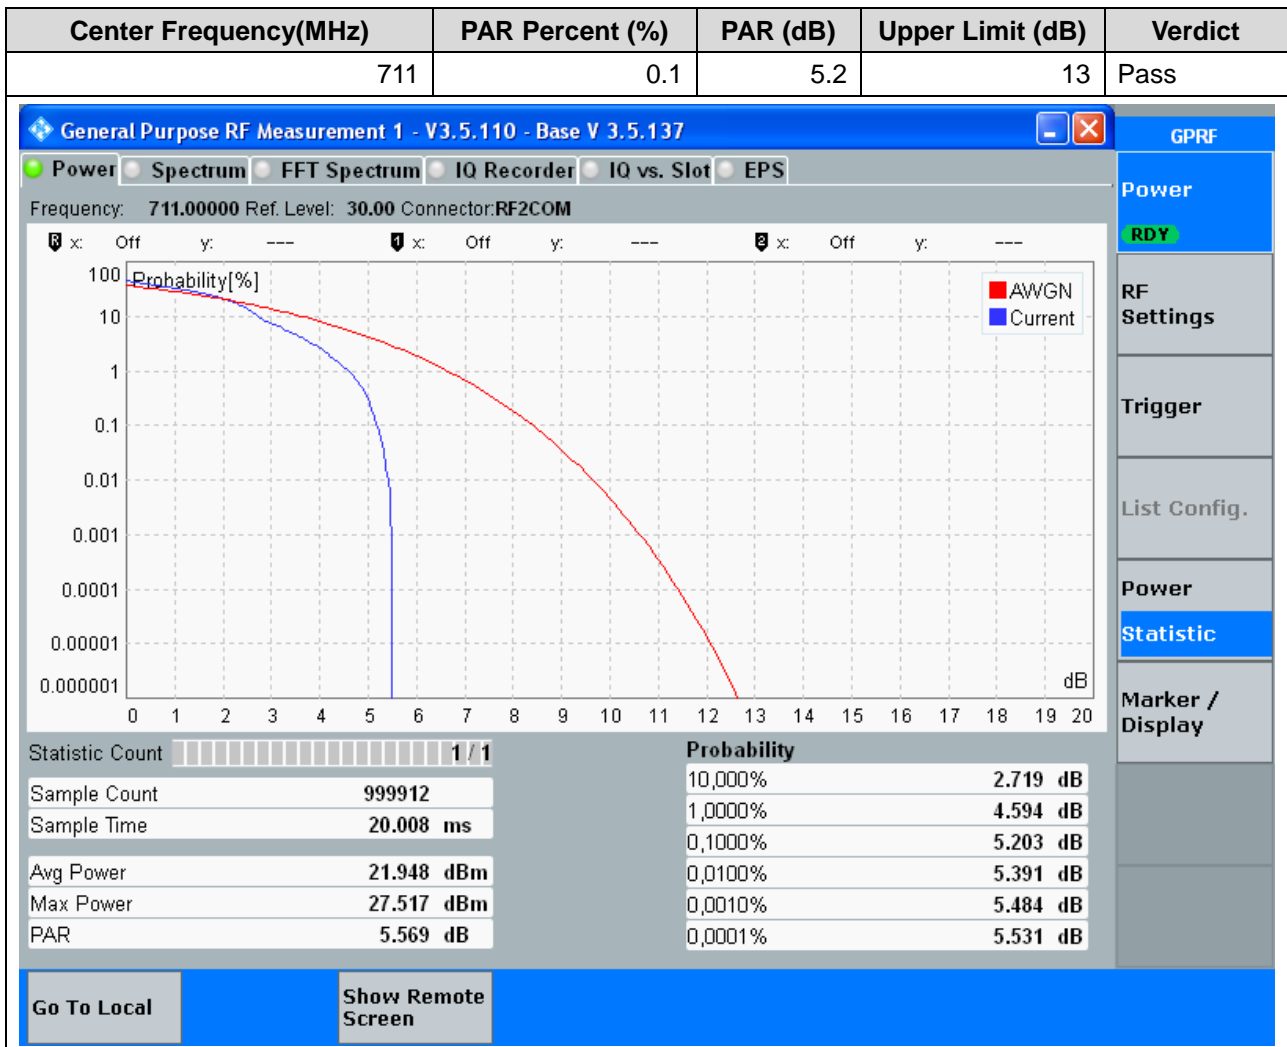 Center Frequency(MHz) PAR Percent (%) PAR (dB) Upper Limit (dB) Verdict
711 0.1 5.2 13 Pass
General Purpose RF Measurement 1 - V3.5.110 - Base V 3.5.137
GPRF
Power Spectrum FFT Spectrum IQ Recorder IQ vs. Slot EPS
Power
RDY
Frequency: 711.00000 Ref. Level: 30.00 Connector:RF2COM
R x: Off y: --- 1 x: Off y: --- 2 x: Off y: ---
Probability[%]
AWGN
Current
100
10
1
0.1
0.01
0.001
0.0001
0.00001
0.000001
dB
0 1 2 3 4 5 6 7 8 9 10 11 12 13 14 15 16 17 18 19 20
RF
Settings
Trigger
List Config.
Power
Statistic
Marker /
Display
Statistic Count 1 / 1
Sample Count 999912
Sample Time 20.008 ms
Avg Power 21.948 dBm
Max Power 27.517 dBm
PAR 5.569 dB
Probability
10,000% 2.719 dB
1,0000% 4.594 dB
0,1000% 5.203 dB
0,0100% 5.391 dB
0,0010% 5.484 dB
0,0001% 5.531 dB
Go To Local
Show Remote
Screen